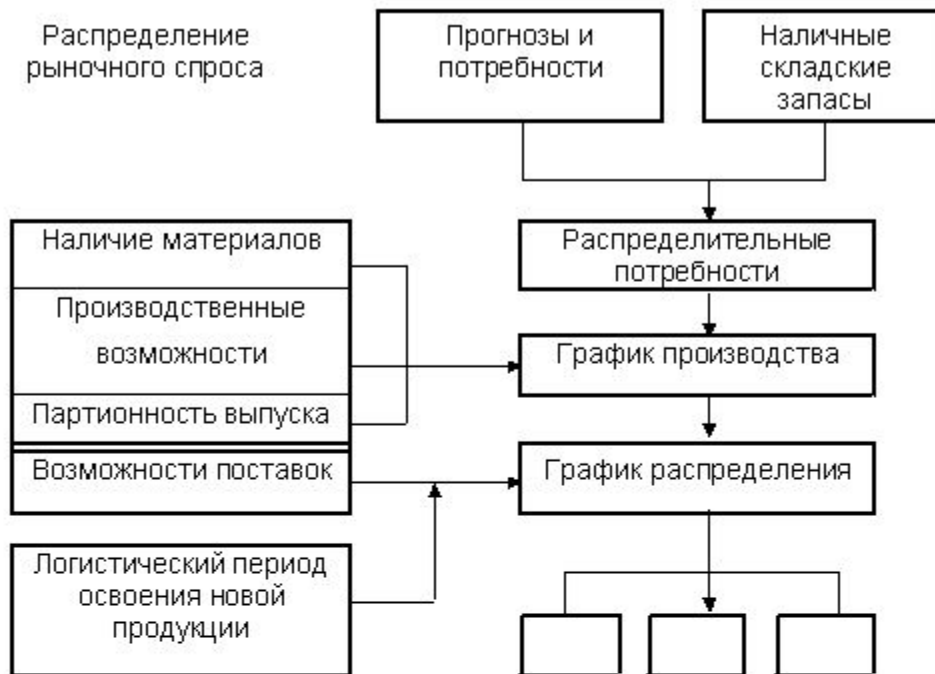 Распределение
рыночного спроса
Прогнозы и
потребности
Наличные
складские
запасы
Наличие материалов
Производственные
возможности
Партионность выпуска
Возможности поставок
Логистический период
освоения новой
продукции
Распределительные
потребности
График производства
График распределения